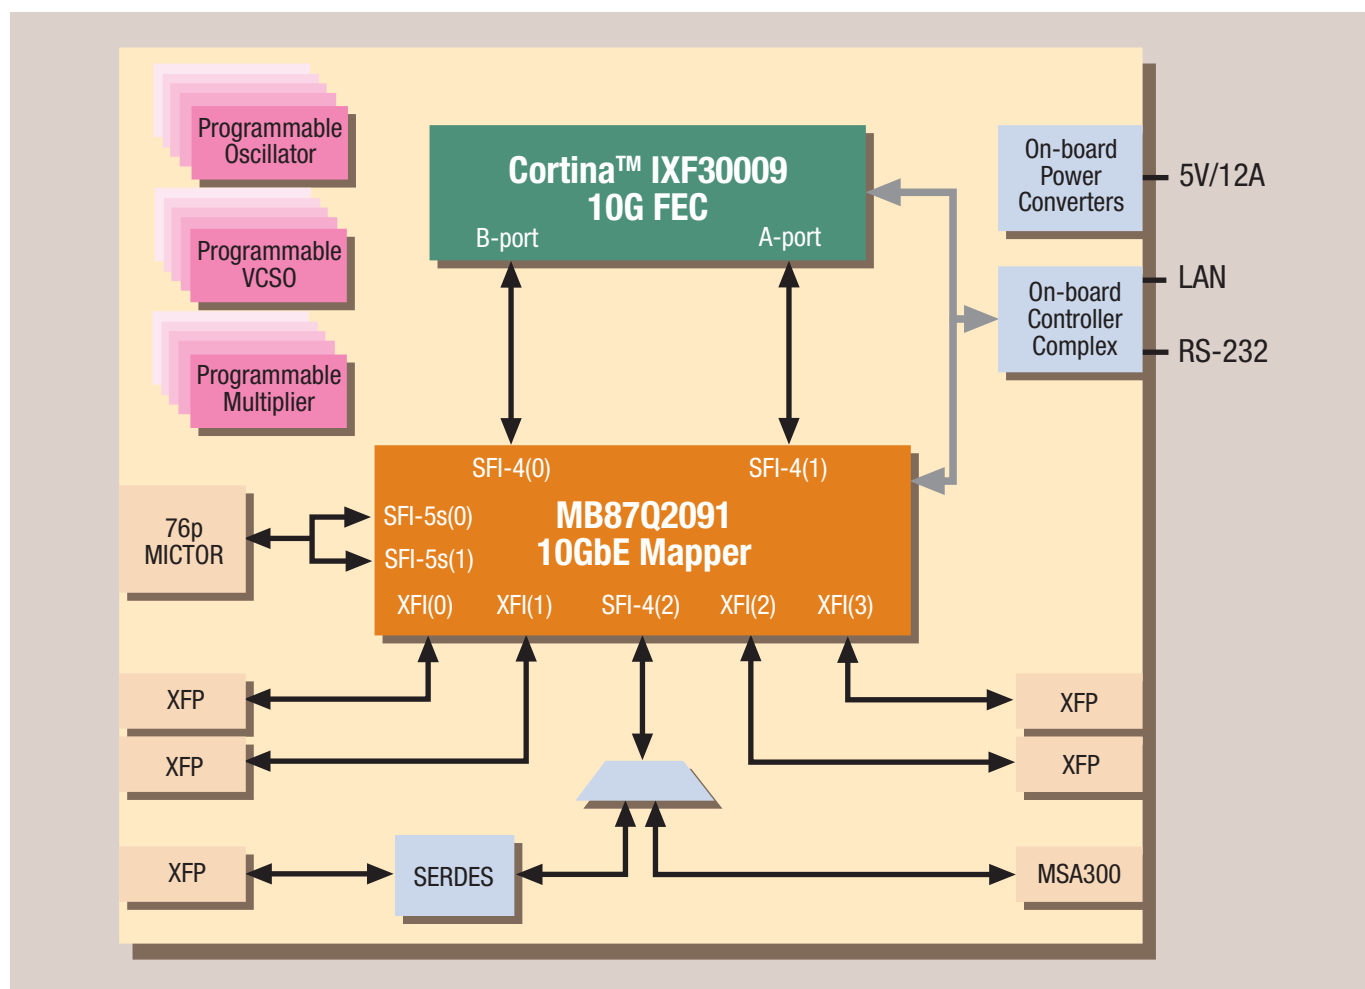 Programmable
Oscillator
Programmable
VCSO
Programmable
Multiplier
Cortina™ IXF30009
10G FEC
B-port
A-port
On-board
Power
Converters
5V/12A
On-board
Controller
Complex
LAN
RS-232
SFI-4(0)
SFI-4(1)
SFI-5s(0)
SFI-5s(1)
MB87Q2091
10GbE Mapper
XFI(0)
XFI(1)
SFI-4(2)
XFI(2)
XFI(3)
76p
MICTOR
XFP
XFP
XFP
XFP
XFP
SERDES
MSA300